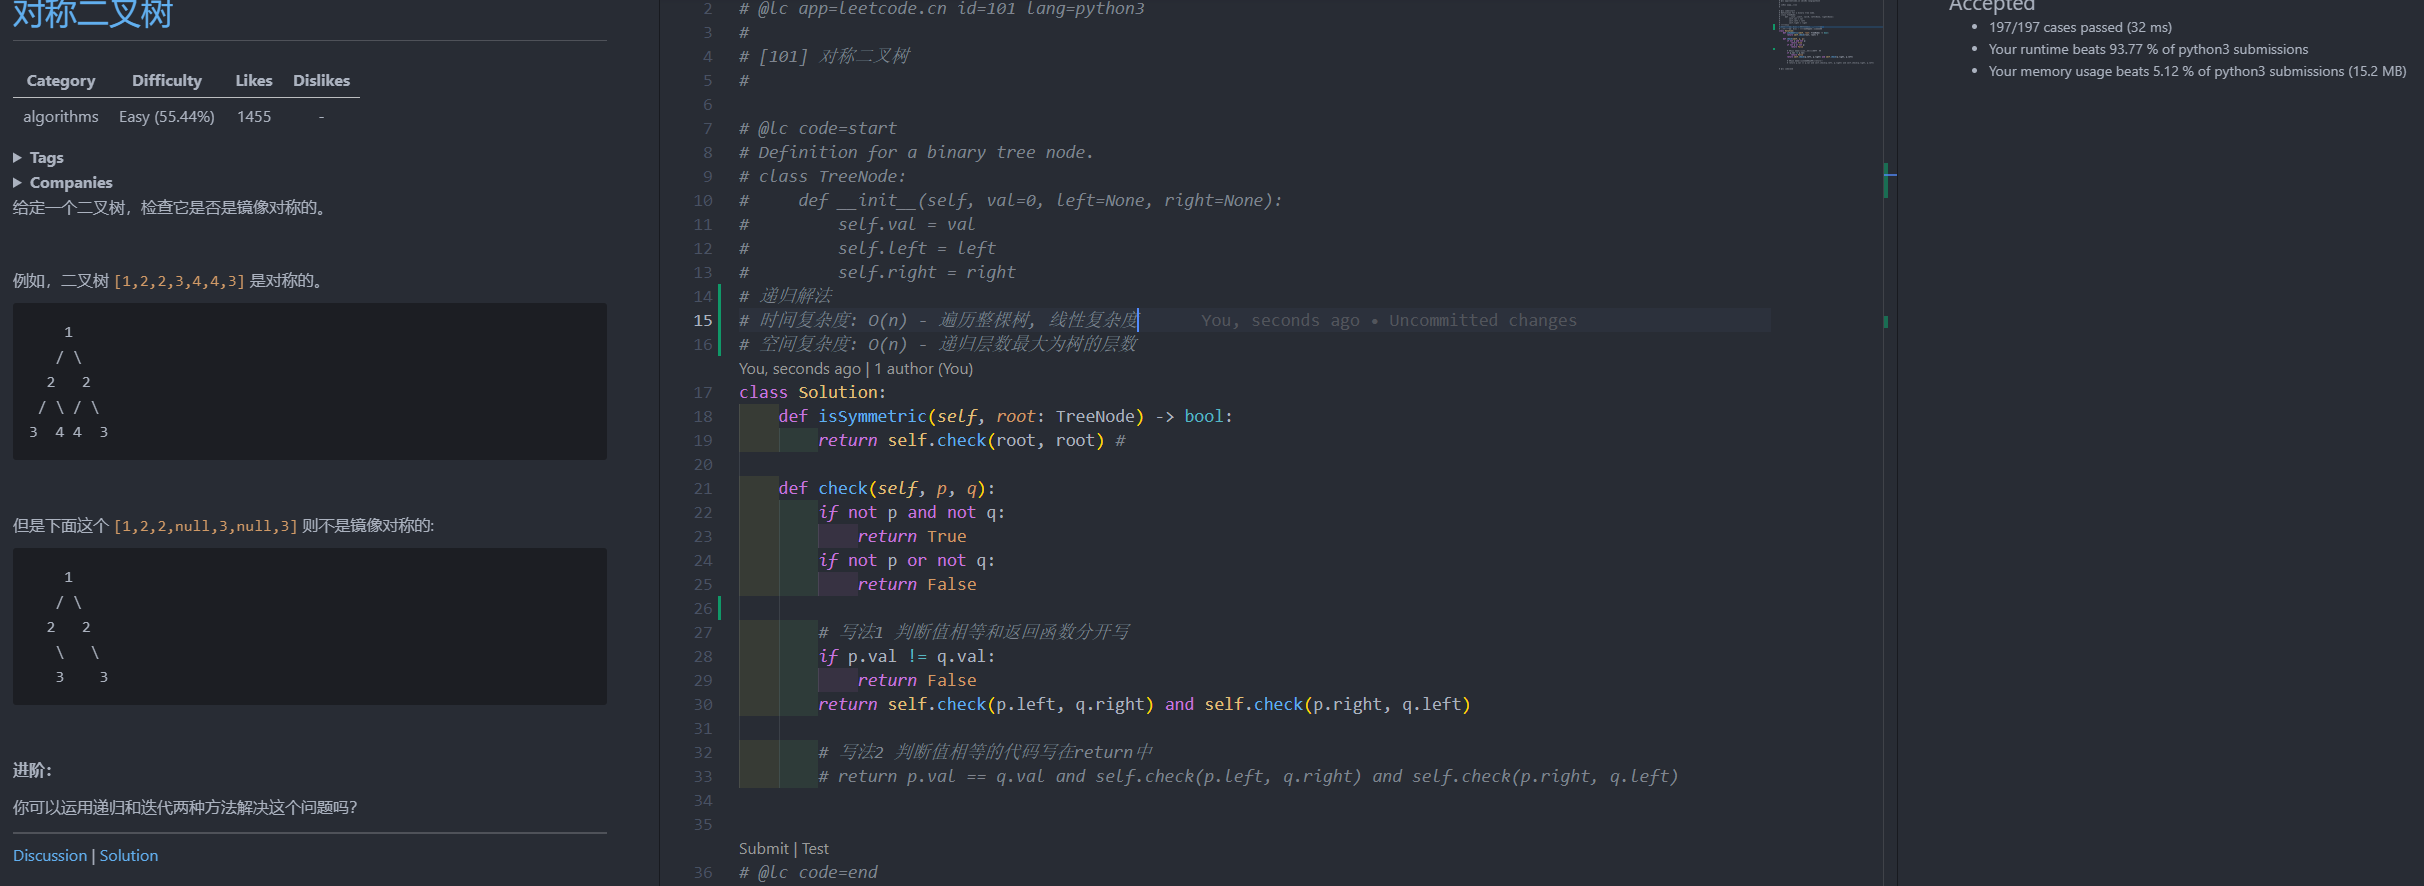 对称二叉树
Category Difficulty Likes Dislikes
algorithms Easy (55.44%) 1455 -
Tags
Companies
给定一个二叉树，检查它是否是镜像对称的。
例如，二叉树 [1,2,2,3,4,4,3] 是对称的。
1
/ \
2 2
/ \ / \
3 4 4 3
但是下面这个 [1,2,2,null,3,null,3] 则不是镜像对称的:
1
/ \
2 2
\ \
3 3
进阶：
你可以运用递归和迭代两种方法解决这个问题吗？
Discussion | Solution
2 # @lc app=leetcode.cn id=101 lang=python3
3 #
4 # [101] 对称二叉树
5 #
6
7 # @lc code=start
8 # Definition for a binary tree node.
9 # class TreeNode:
10 #     def __init__(self, val=0, left=None, right=None):
11 #         self.val = val
12 #         self.left = left
13 #         self.right = right
14 # 递归解法
15 # 时间复杂度: O(n) - 遍历整棵树, 线性复杂度 You, seconds ago • Uncommitted changes
16 # 空间复杂度: O(n) - 递归层数最大为树的层数
You, seconds ago | 1 author (You)
17 class Solution:
18     def isSymmetric(self, root: TreeNode) -> bool:
19         return self.check(root, root) #
20
21     def check(self, p, q):
22         if not p and not q:
23             return True
24         if not p or not q:
25             return False
26
27         # 写法1 判断值相等和返回函数分开写
28         if p.val != q.val:
29             return False
30         return self.check(p.left, q.right) and self.check(p.right, q.left)
31
32         # 写法2 判断值相等的代码写在return中
33         # return p.val == q.val and self.check(p.left, q.right) and self.check(p.right, q.left)
34
35
Submit | Test
36 # @lc code=end
Accepted
• 197/197 cases passed (32 ms)
• Your runtime beats 93.77 % of python3 submissions
• Your memory usage beats 5.12 % of python3 submissions (15.2 MB)